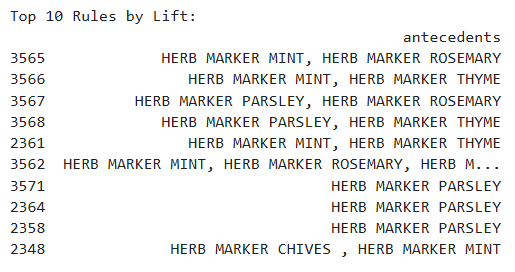 Top 10 Rules by Lift:
antecedents
3565 HERB MARKER MINT, HERB MARKER ROSEMARY
3566 HERB MARKER MINT, HERB MARKER THYME
3567 HERB MARKER PARSLEY, HERB MARKER ROSEMARY
3568 HERB MARKER PARSLEY, HERB MARKER THYME
2361 HERB MARKER MINT, HERB MARKER THYME
3562 HERB MARKER MINT, HERB MARKER ROSEMARY, HERB M...
3571 HERB MARKER PARSLEY
2364 HERB MARKER PARSLEY
2358 HERB MARKER PARSLEY
2348 HERB MARKER CHIVES , HERB MARKER MINT